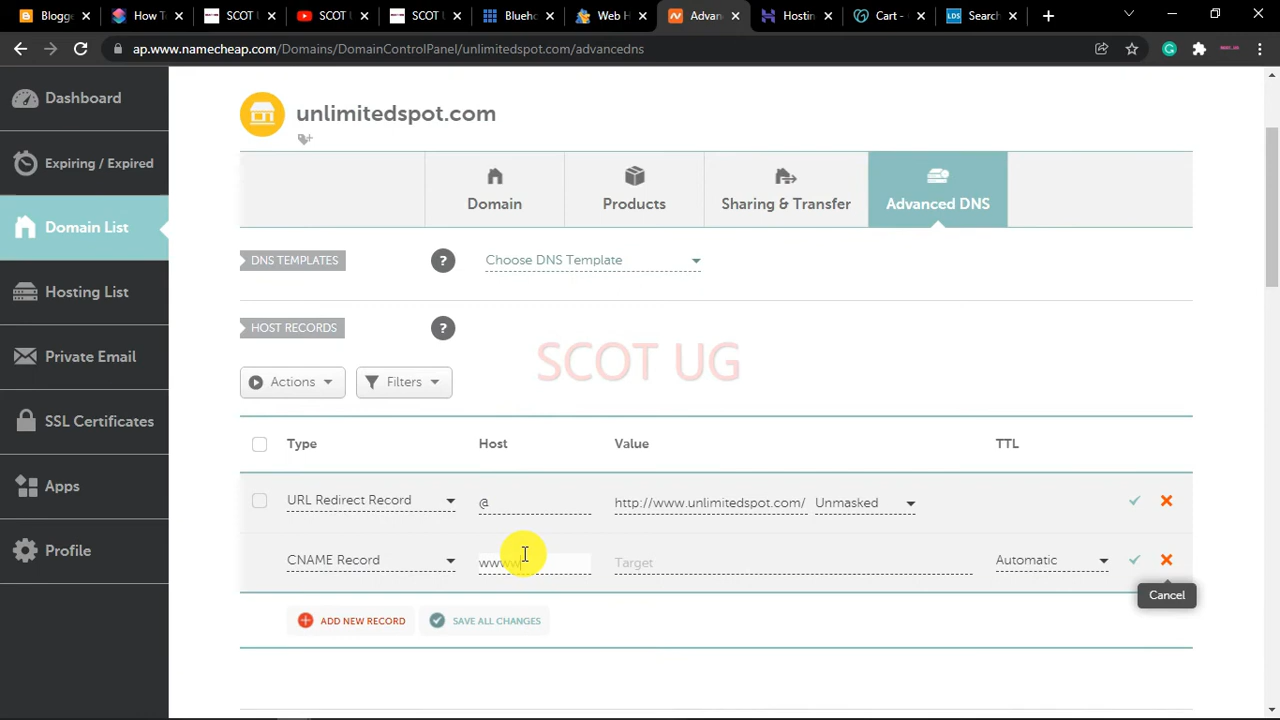 Blogge
How T
SCOT U
SCOT U
SCOT U
Blueho
Web H
Advan
Hostin
Cart -
LDS
Search
ap.www.namecheap.com/Domains/DomainControlPanel/unlimitedspot.com/advancedns
Dashboard
Expiring / Expired
Domain List
Hosting List
Private Email
SSL Certificates
Apps
Profile
unlimitedspot.com
Domain
Products
Sharing & Transfer
Advanced DNS
DNS TEMPLATES
?
Choose DNS Template
HOST RECORDS
?
SCOT UG
Actions
Filters
Type Host Value TTL
URL Redirect Record @ http://www.unlimitedspot.com/ Unmasked
CNAME Record wwww Target Automatic
Cancel
ADD NEW RECORD
SAVE ALL CHANGES